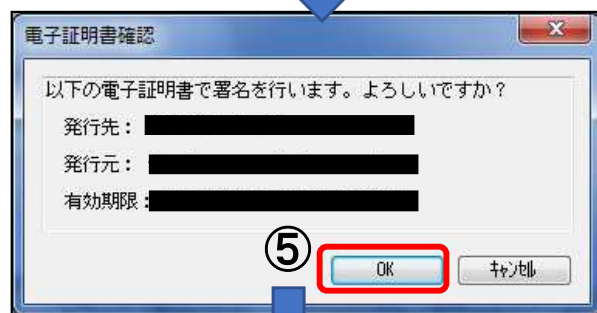 電子証明書確認
以下の電子証明書で署名を行います。よろしいですか？
発行先：
発行元：
有効期限：
⑤
OK
ｷｬﾝｾﾙ